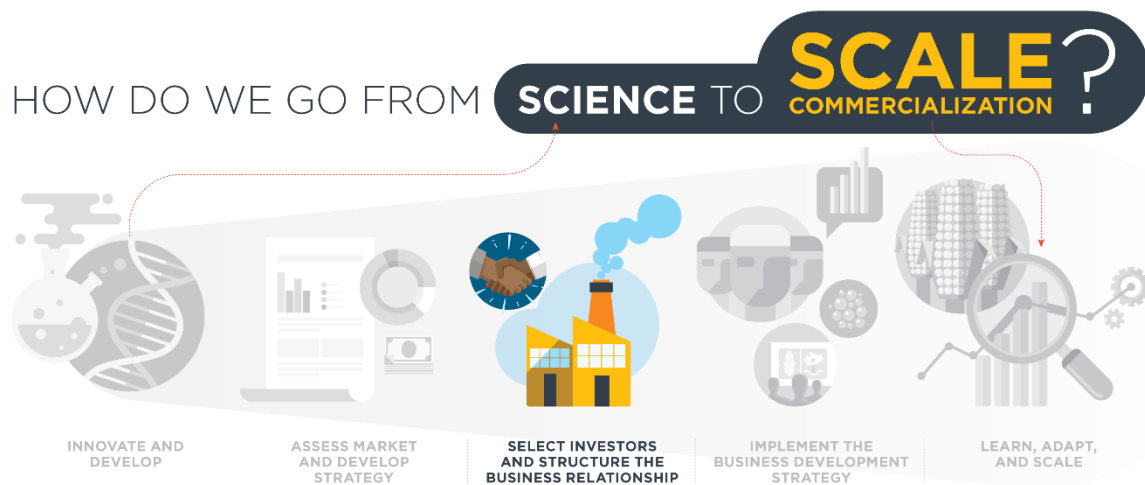 HOW DO WE GO FROM SCIENCE TO SCALE
COMMERCIALIZATION?
INNOVATE AND
DEVELOP
ASSESS MARKET
AND DEVELOP
STRATEGY
SELECT INVESTORS
AND STRUCTURE THE
BUSINESS RELATIONSHIP
IMPLEMENT THE
BUSINESS DEVELOPMENT
STRATEGY
LEARN, ADAPT,
AND SCALE